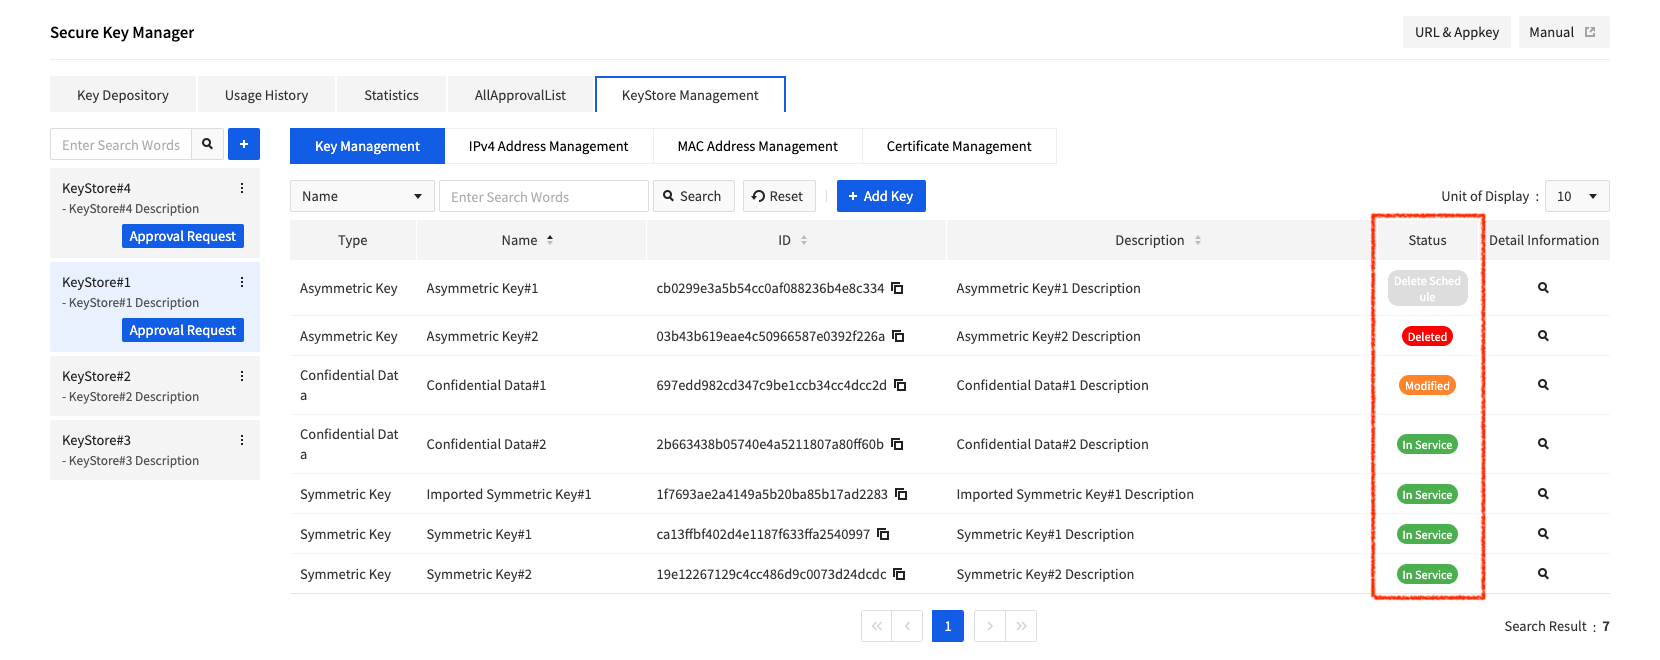 Secure Key Manager
URL & Appkey
Manual
Key Depository
Usage History
Statistics
AllApprovalList
KeyStore Management
Enter Search Words
+
KeyStore#4
- KeyStore#4 Description
Approval Request
KeyStore#1
- KeyStore#1 Description
Approval Request
KeyStore#2
- KeyStore#2 Description
KeyStore#3
- KeyStore#3 Description
Key Management
IPv4 Address Management
MAC Address Management
Certificate Management
Name
Enter Search Words
Search
Reset
+ Add Key
Unit of Display : 10
Type Name ID Description Status Detail Information
Asymmetric Key Asymmetric Key#1 cb0299e3a5b54cc0af088236b4e8c334 Asymmetric Key#1 Description Delete Sched
ule
Asymmetric Key Asymmetric Key#2 03b43b619eae4c50966587e0392f226a Asymmetric Key#2 Description Deleted
Confidential Dat
a
Confidential Data#1 697edd982cd347c9be1ccb34cc4dcc2d Confidential Data#1 Description Modified
Confidential Dat
a
Confidential Data#2 2b663438b05740e4a5211807a80ff60b Confidential Data#2 Description In Service
Symmetric Key Imported Symmetric Key#1 1f7693ae2a4149a5b20ba85b17ad2283 Imported Symmetric Key#1 Description In Service
Symmetric Key Symmetric Key#1 ca13ffbf402d4e1187f633ffa2540997 Symmetric Key#1 Description In Service
Symmetric Key Symmetric Key#2 19e12267129c4cc486d9c0073d24dcdc Symmetric Key#2 Description In Service
1
Search Result : 7